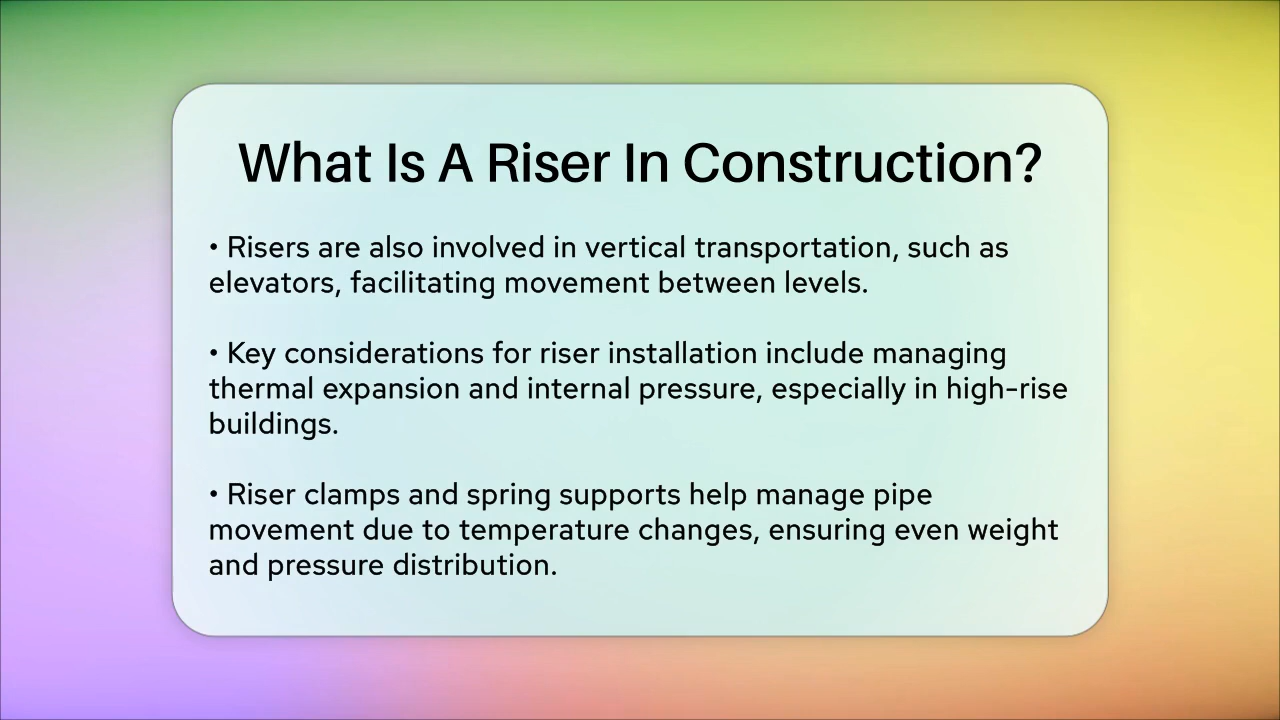 What Is A Riser In Construction?
• Risers are also involved in vertical transportation, such as
elevators, facilitating movement between levels.
• Key considerations for riser installation include managing
thermal expansion and internal pressure, especially in high-rise
buildings.
• Riser clamps and spring supports help manage pipe
movement due to temperature changes, ensuring even weight
and pressure distribution.